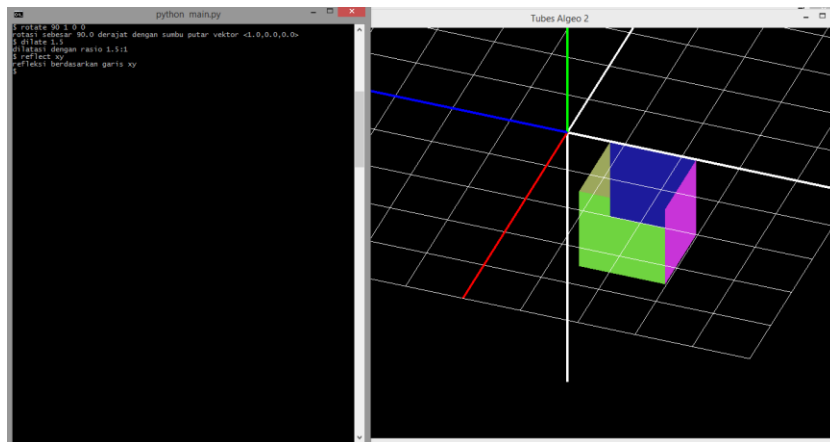 python main.py
$ rotate 90 1 0 0
rotasi sebesar 90.0 derajat dengan sumbu putar vektor <1.0,0.0,0.0>
$ dilate 1.5
dilatasi dengan rasio 1.5:1
$ reflect xy
refleksi berdasarkan garis xy
$
Tubes Algeo 2